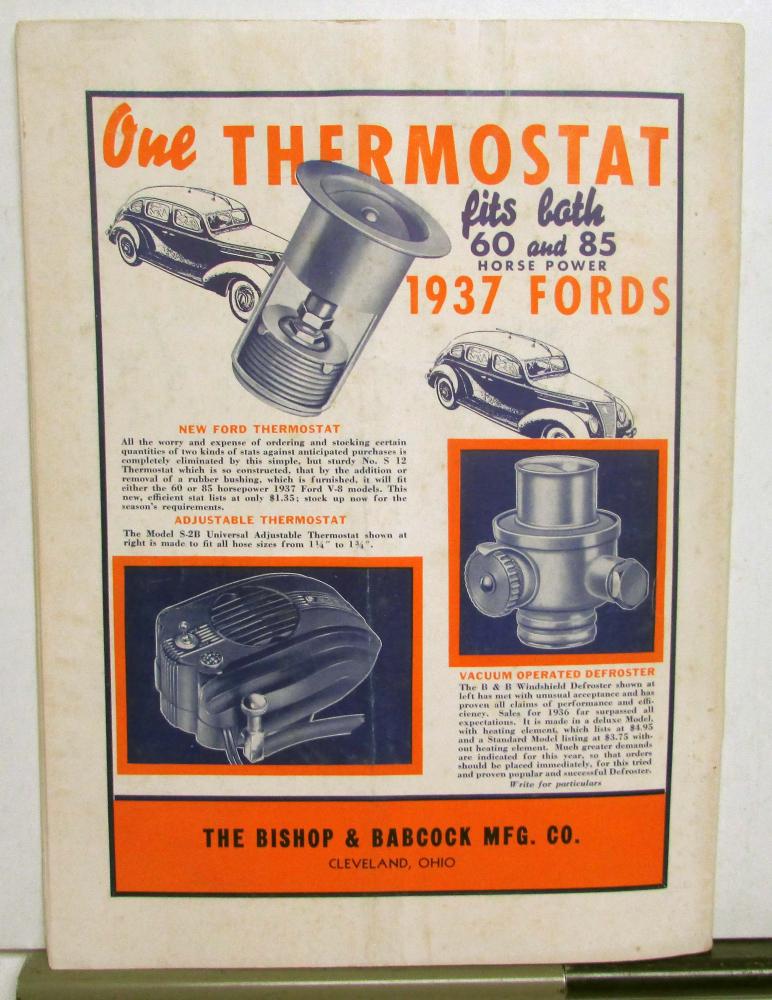 One THERMOSTAT
fits both
60 and 85
HORSE POWER
1937 FORDS
NEW FORD THERMOSTAT
All the worry and expense of ordering and stocking certain
quantities of two kinds of stats against anticipated purchases is
completely eliminated by this simple, but sturdy No. S 12
Thermostat which is so constructed, that by the addition or
removal of a rubber bushing, which is furnished, it will fit
either the 60 or 85 horsepower 1937 Ford V-8 models. This
new, efficient stat lists at only $1.35; stock up now for the
season's requirements.
ADJUSTABLE THERMOSTAT
The Model S-2B Universal Adjustable Thermostat shown at
right is made to fit all hose sizes from 1¼" to 1¾".
VACUUM OPERATED DEFROSTER
The B & B Windshield Defroster shown at
left has met with unusual acceptance and has
proven all claims of performance and effi-
ciency. Sales for 1936 far surpassed all
expectations. It is made in a deluxe Model,
with heating element, which lists at $4.95
and a Standard Model listing at $3.75 with-
out heating element. Much greater demands
are indicated for this year, so that orders
should be placed immediately, for this tried
and proven popular and successful Defroster.
Write for particulars
THE BISHOP & BABCOCK MFG. CO.
CLEVELAND, OHIO